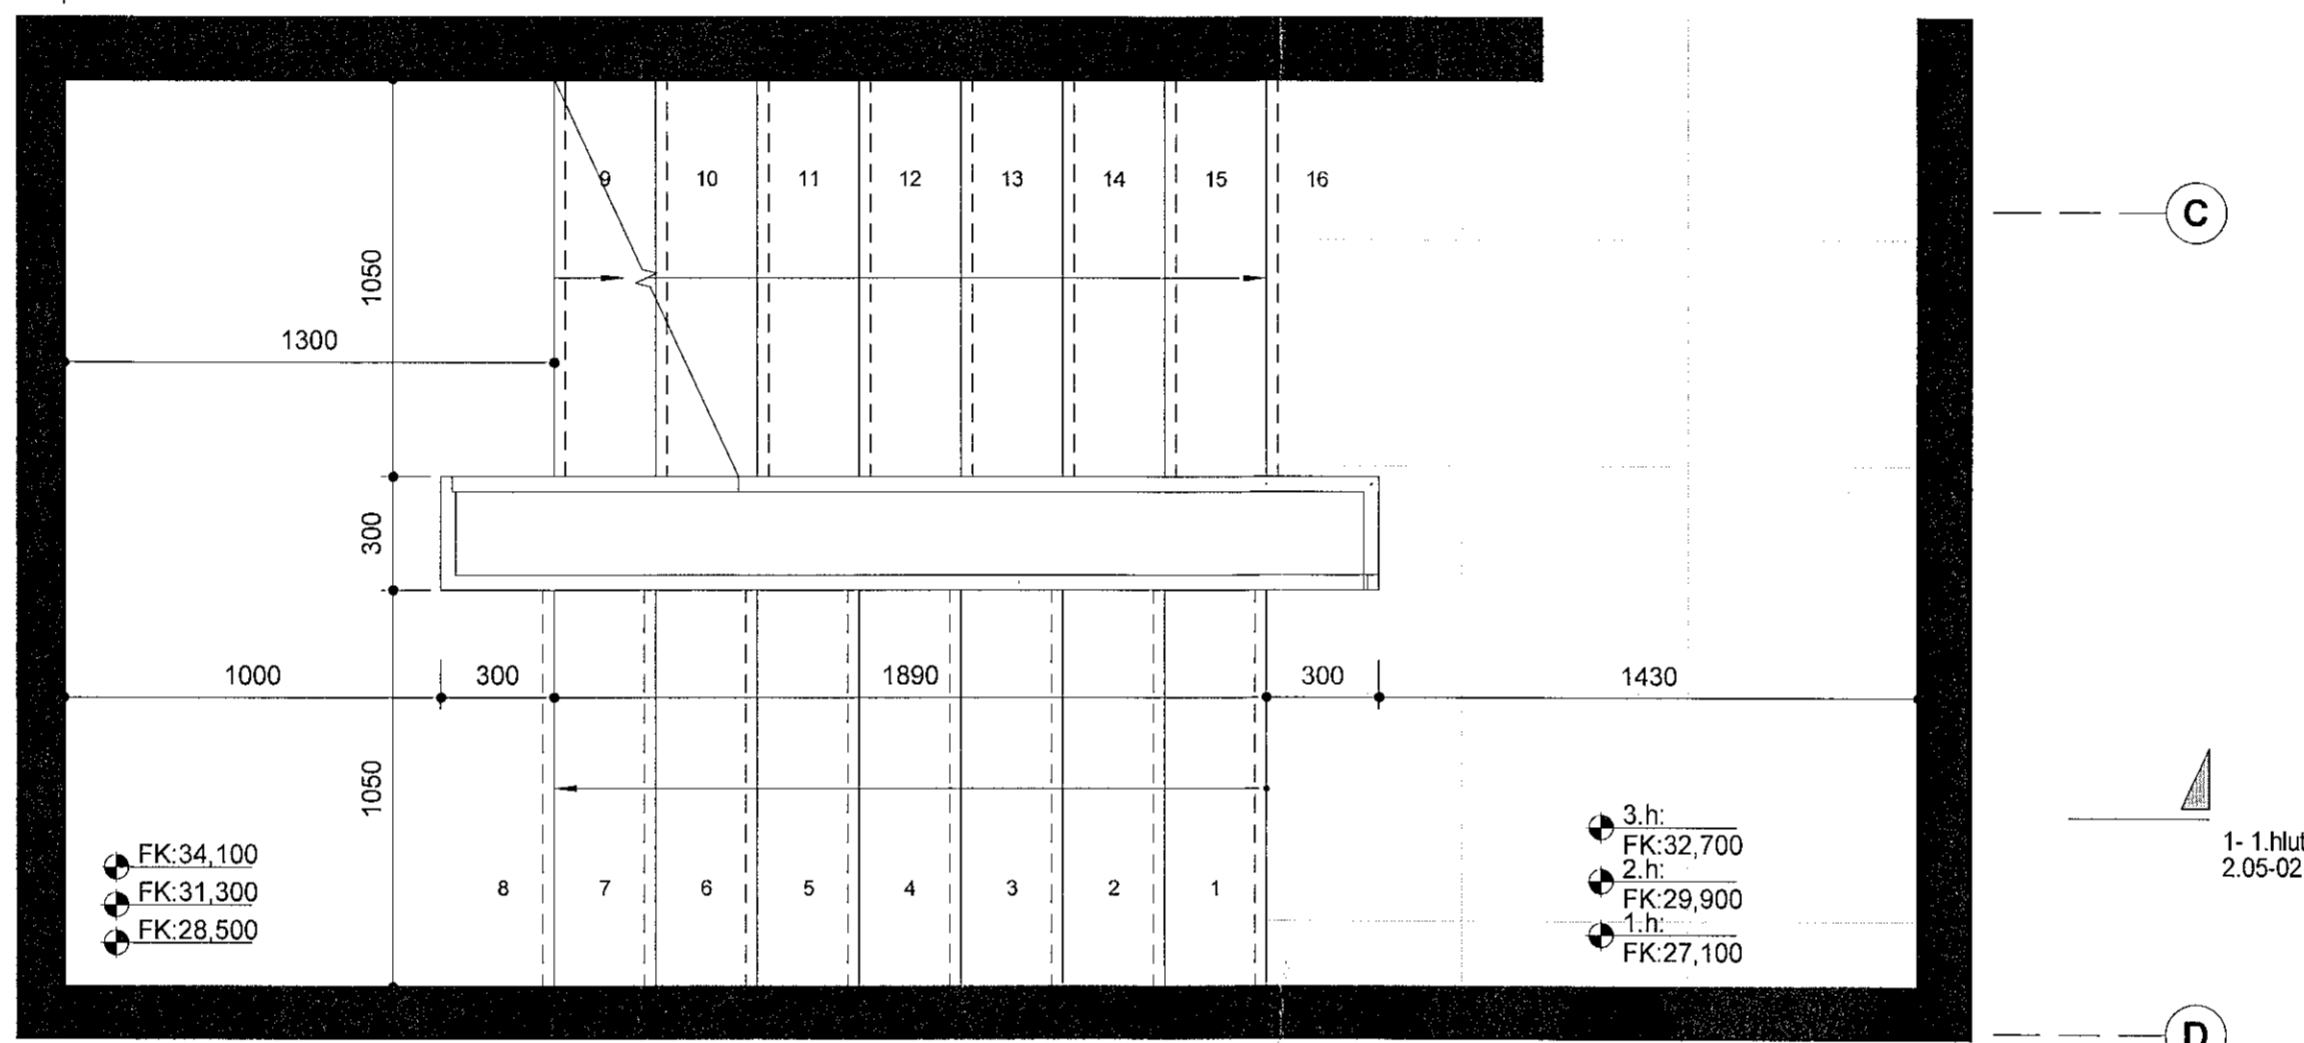 9 10 11 12 13 14 15 16
C
1050
1300
300
1000 300 1890 300 1430
1050
3.h:
FK:32,700
2.h:
FK:29,900
1.h:
FK:27,100
FK:34,100
FK:31,300
FK:28,500
8 7 6 5 4 3 2 1
1- 1.hlut
2.05-02
D